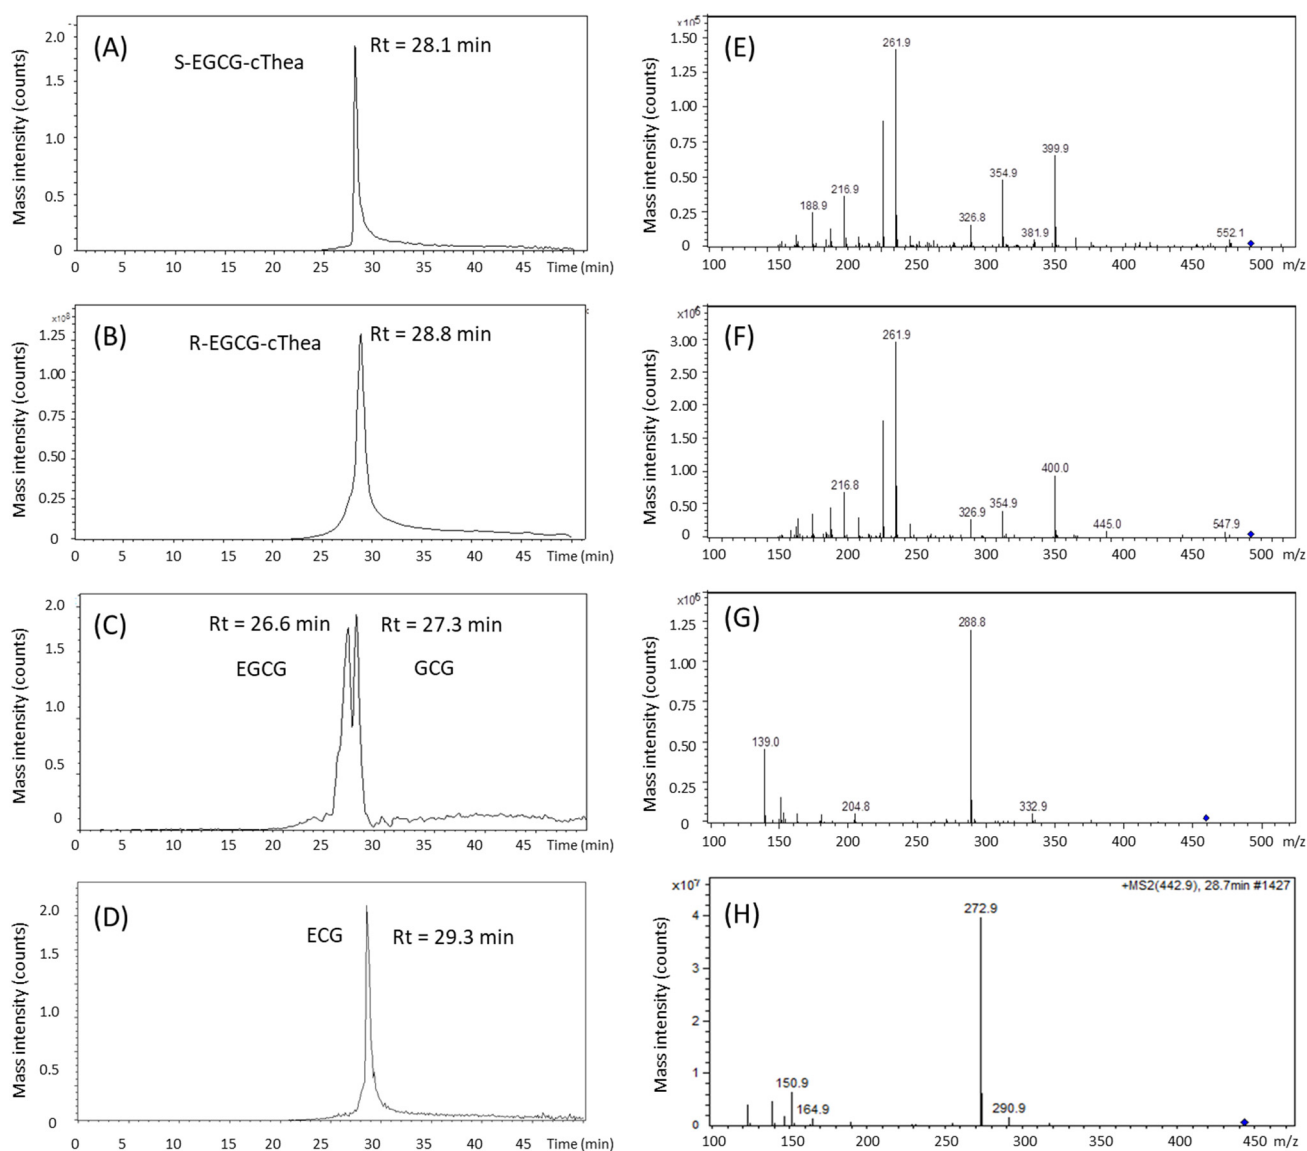 Mass intensity (counts)
2.0
1.5
1.0
0.5
0
(A)
S-EGCG-cThea
Rt = 28.1 min
0 5 10 15 20 25 30 35 40 45 Time (min)
Mass intensity (counts)
x10⁵
1.50
1.25
1.00
0.75
0.50
0.25
0
(E)
261.9
399.9
354.9
216.9
188.9
326.8
381.9
552.1
100 150 200 250 300 350 400 450 500 m/z
Mass intensity (counts)
1.25
1.00
0.75
0.50
0.25
0
(B)
R-EGCG-cThea
Rt = 28.8 min
0 5 10 15 20 25 30 35 40 45 Time (min)
Mass intensity (counts)
x10⁶
3.00
2.50
2.00
1.50
1.00
0.50
0
(F)
261.9
400.0
216.8
354.9
326.9
445.0
547.9
100 150 200 250 300 350 400 450 500 m/z
Mass intensity (counts)
2.0
1.5
1.0
0.5
0
(C)
Rt = 26.6 min
Rt = 27.3 min
EGCG
GCG
0 5 10 15 20 25 30 35 40 45 Time (min)
Mass intensity (counts)
1.25
1.00
0.75
0.50
0.25
0
(G)
288.8
139.0
204.8
332.9
100 150 200 250 300 350 400 450 500 m/z
Mass intensity (counts)
2.0
1.5
1.0
0.5
0
(D)
ECG
Rt = 29.3 min
0 5 10 15 20 25 30 35 40 45 Time (min)
Mass intensity (counts)
x10⁷
4
3
2
1
0
(H)
+MS2(442.9), 28.7min #1427
272.9
150.9
164.9
290.9
100 150 200 250 300 350 400 450 m/z